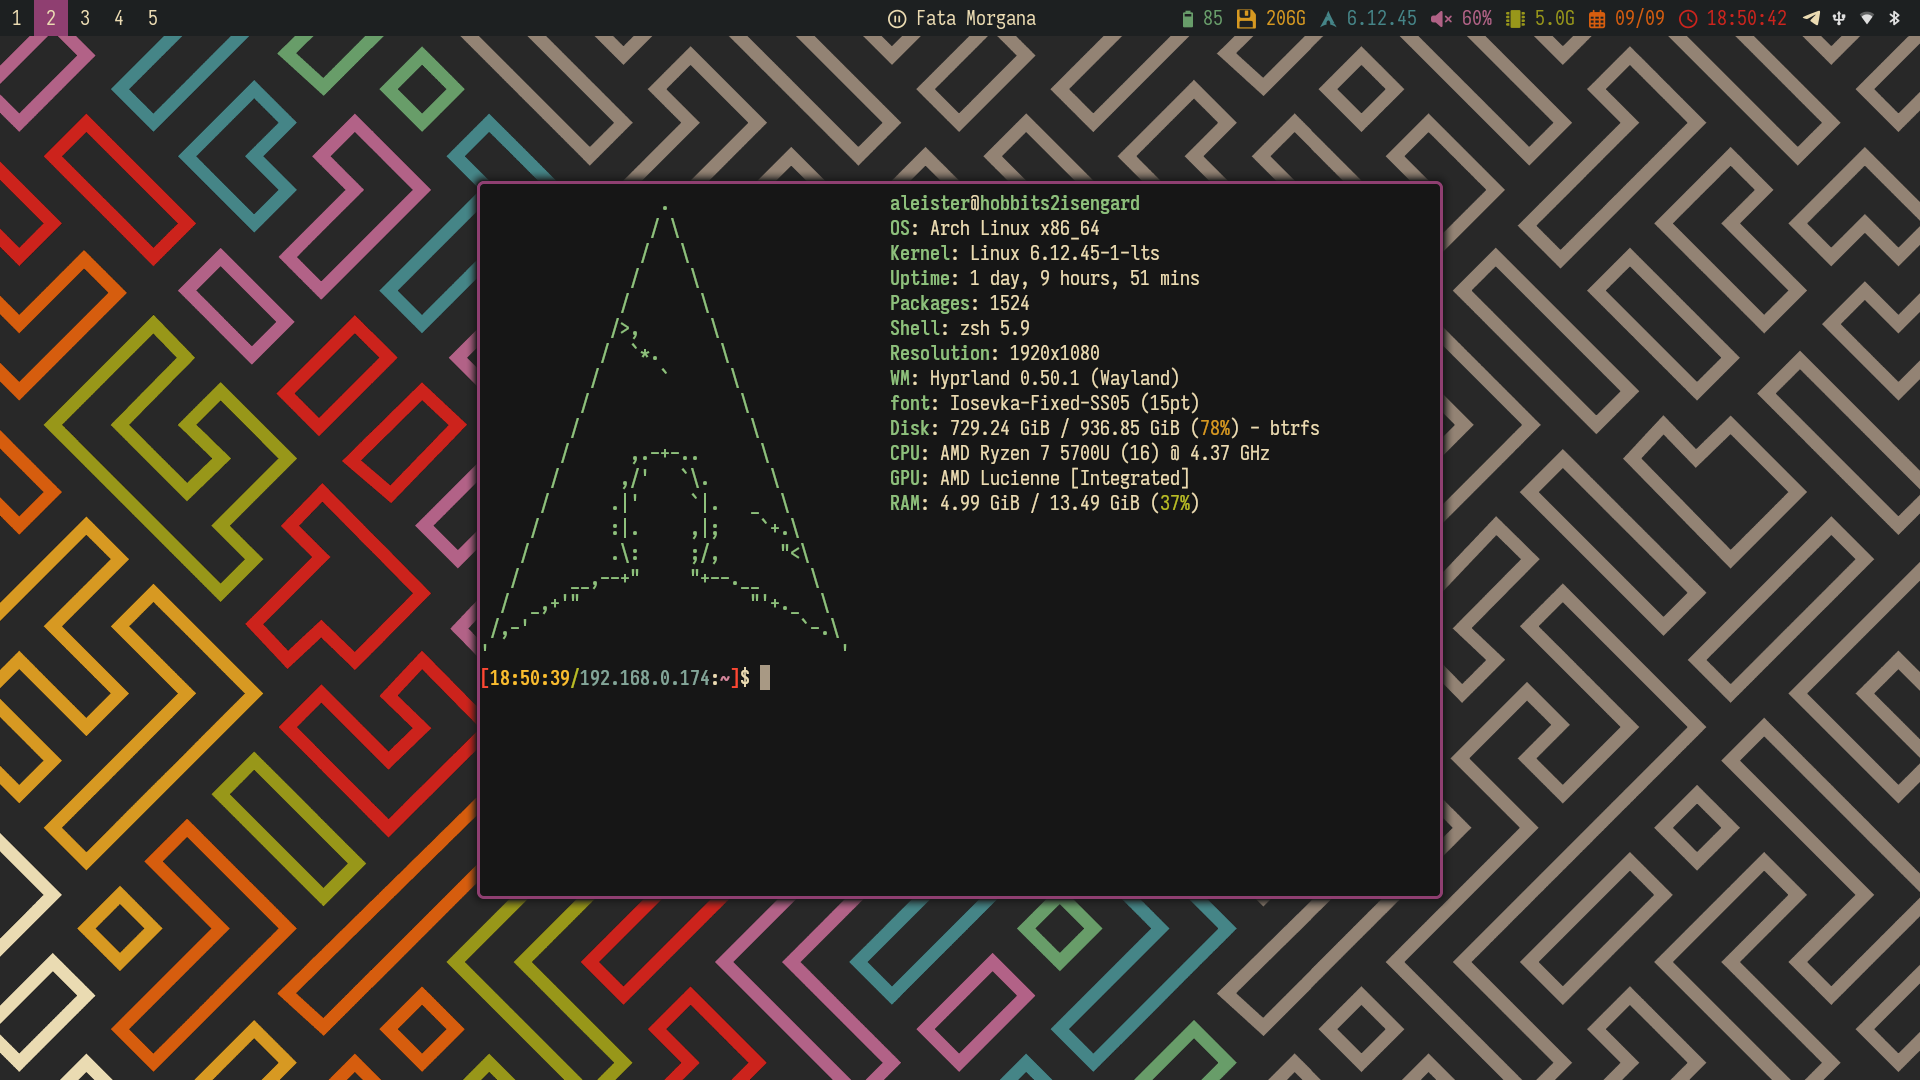 1 2 3 4 5 Fata Morgana 85 206G 6.12.45 60% 5.0G 09/09 18:50:42
aleister@hobbits2isengard
OS: Arch Linux x86_64
Kernel: Linux 6.12.45-1-lts
Uptime: 1 day, 9 hours, 51 mins
Packages: 1524
Shell: zsh 5.9
Resolution: 1920x1080
WM: Hyprland 0.50.1 (Wayland)
font: Iosevka-Fixed-SS05 (15pt)
Disk: 729.24 GiB / 936.85 GiB (78%) - btrfs
CPU: AMD Ryzen 7 5700U (16) @ 4.37 GHz
GPU: AMD Lucienne [Integrated]
RAM: 4.99 GiB / 13.49 GiB (37%)
[18:50:39/192.168.0.174:~]$